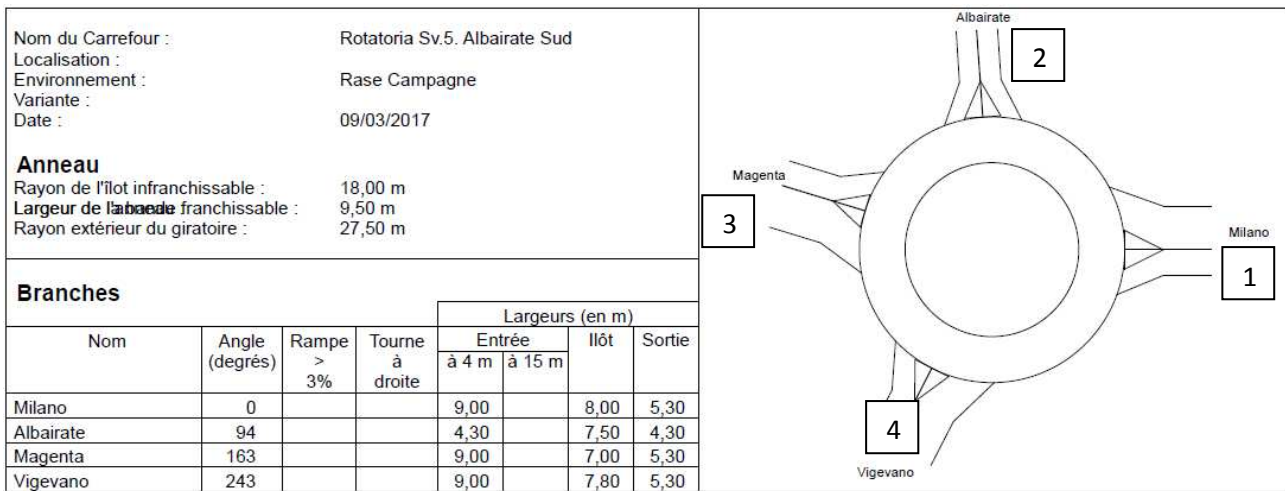 Nom du Carrefour : Rotatoria Sv.5. Albairate Sud
Localisation :
Environnement : Rase Campagne
Variante :
Date : 09/03/2017
Anneau
Rayon de l'îlot infranchissable : 18,00 m
Largeur de franchissable : 9,50 m
Rayon extérieur du giratoire : 27,50 m
Branches
Largeurs (en m)
Nom Angle Rampe Tourne Entrée Ilôt Sortie
(degrés) > à à 4 m à 15 m
3% droite
Milano 0 9,00 8,00 5,30
Albairate 94 4,30 7,50 4,30
Magenta 163 9,00 7,00 5,30
Vigevano 243 9,00 7,80 5,30
Albairate
2
Magenta
3
Milano
1
4
Vigevano